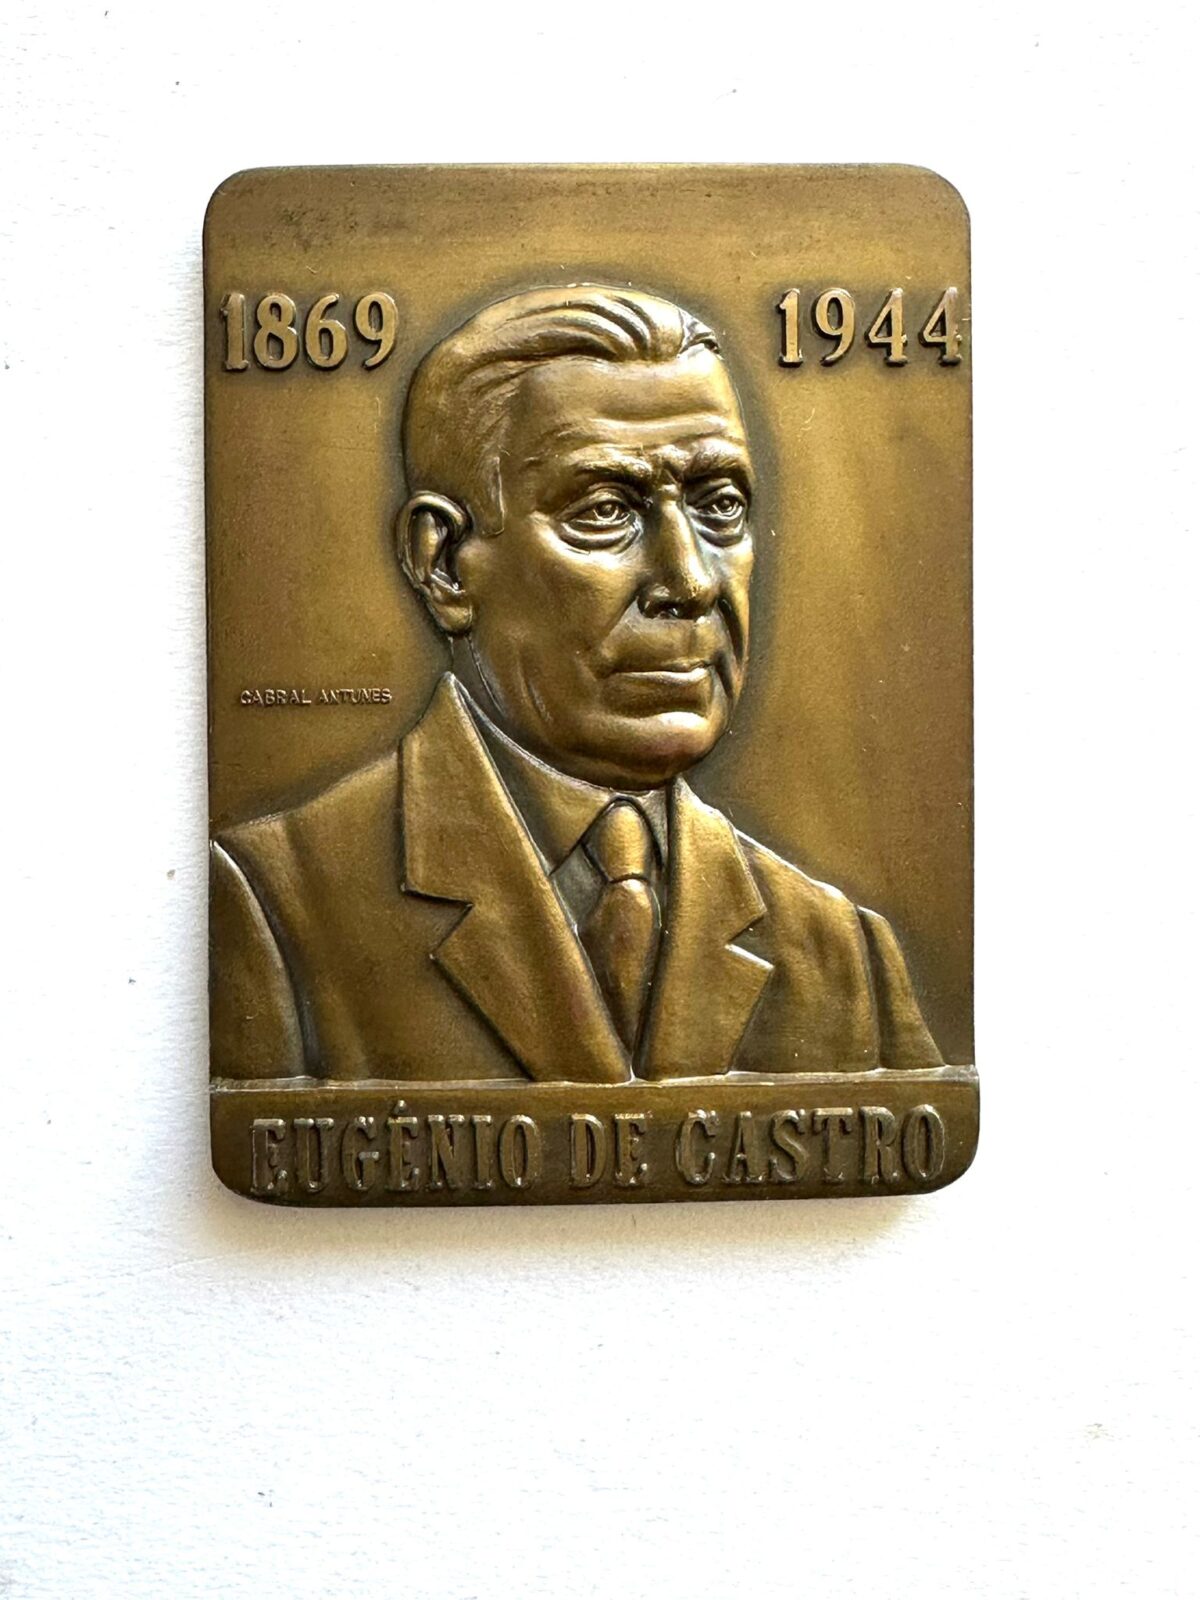 1869 1944
CABRAL ANTUNES
EUGÉNIO DE CASTRO